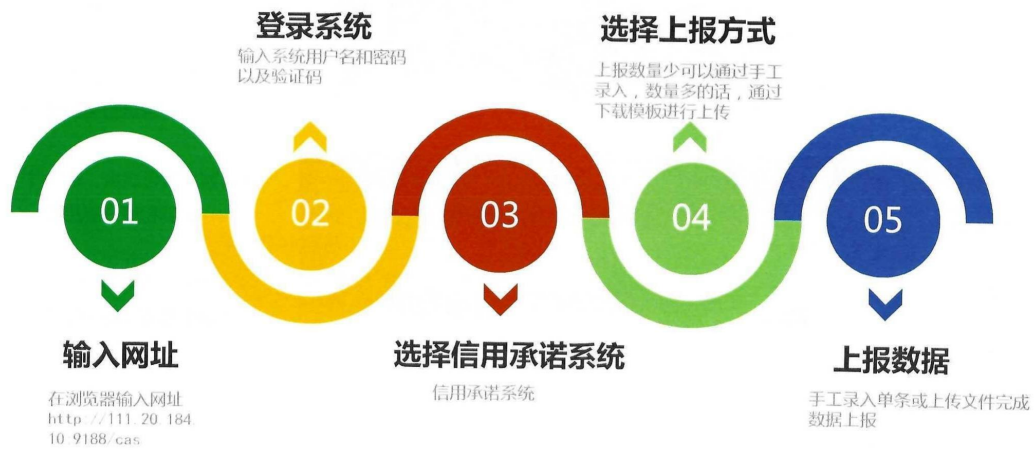 登录系统
输入系统用户名和密码
以及验证码
选择上报方式
上报数量少可以通过手工
录入，数量多的话，通过
下载模板进行上传
01
02
03
04
05
输入网址
在浏览器输入网址
http://111.20.184.
10:9188/cas
选择信用承诺系统
信用承诺系统
上报数据
手工录入单条或上传文件完成
数据上报